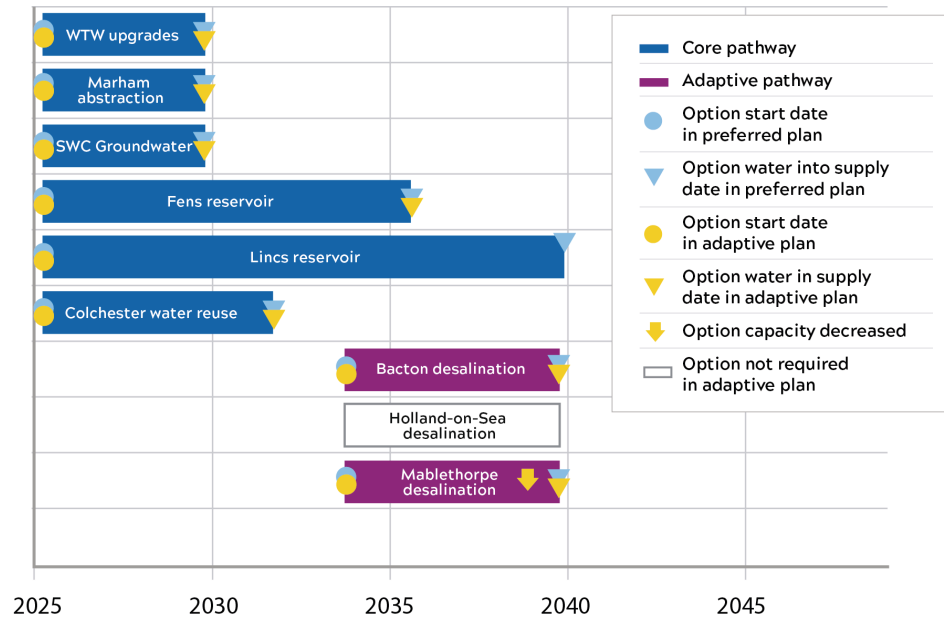 WTW upgrades
Marham
abstraction
SWC Groundwater
Fens reservoir
Lincs reservoir
Colchester water reuse
Bacton desalination
Holland-on-Sea
desalination
Mablethorpe
desalination
Core pathway
Adaptive pathway
Option start date
in preferred plan
Option water into supply
date in preferred plan
Option start date
in adaptive plan
Option water in supply
date in adaptive plan
Option capacity decreased
Option not required
in adaptive plan
2025 2030 2035 2040 2045